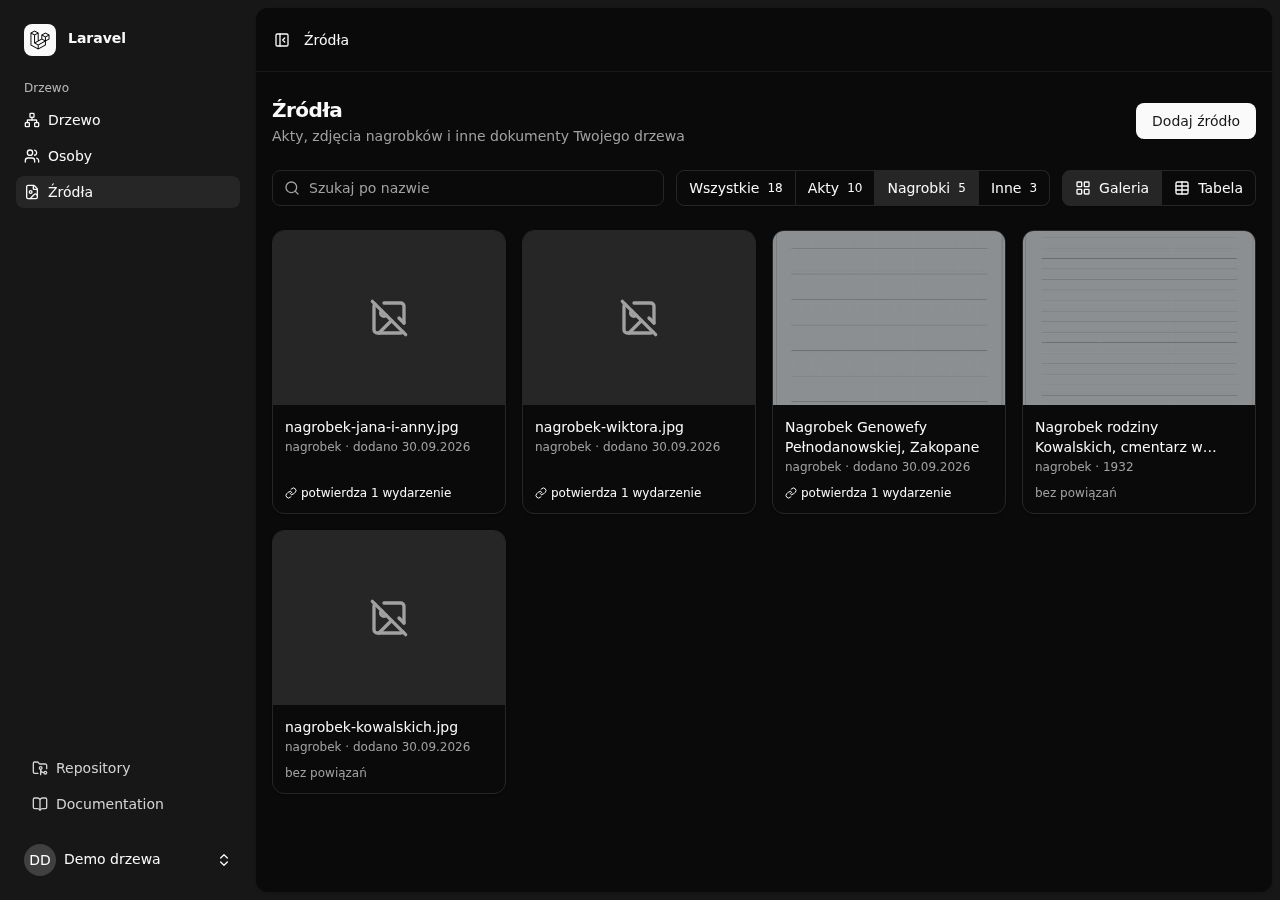 Laravel
Drzewo
Drzewo
Osoby
Źródła
Repository
Documentation
DD Demo drzewa
Źródła
Źródła
Akty, zdjęcia nagrobków i inne dokumenty Twojego drzewa
Dodaj źródło
Szukaj po nazwie
Wszystkie 18 Akty 10 Nagrobki 5 Inne 3
Galeria Tabela
nagrobek-jana-i-anny.jpg
nagrobek · dodano 30.09.2026
potwierdza 1 wydarzenie
nagrobek-wiktora.jpg
nagrobek · dodano 30.09.2026
potwierdza 1 wydarzenie
Nagrobek Genowefy
Pełnodanowskiej, Zakopane
nagrobek · dodano 30.09.2026
potwierdza 1 wydarzenie
Nagrobek rodziny
Kowalskich, cmentarz w…
nagrobek · 1932
bez powiązań
nagrobek-kowalskich.jpg
nagrobek · dodano 30.09.2026
bez powiązań